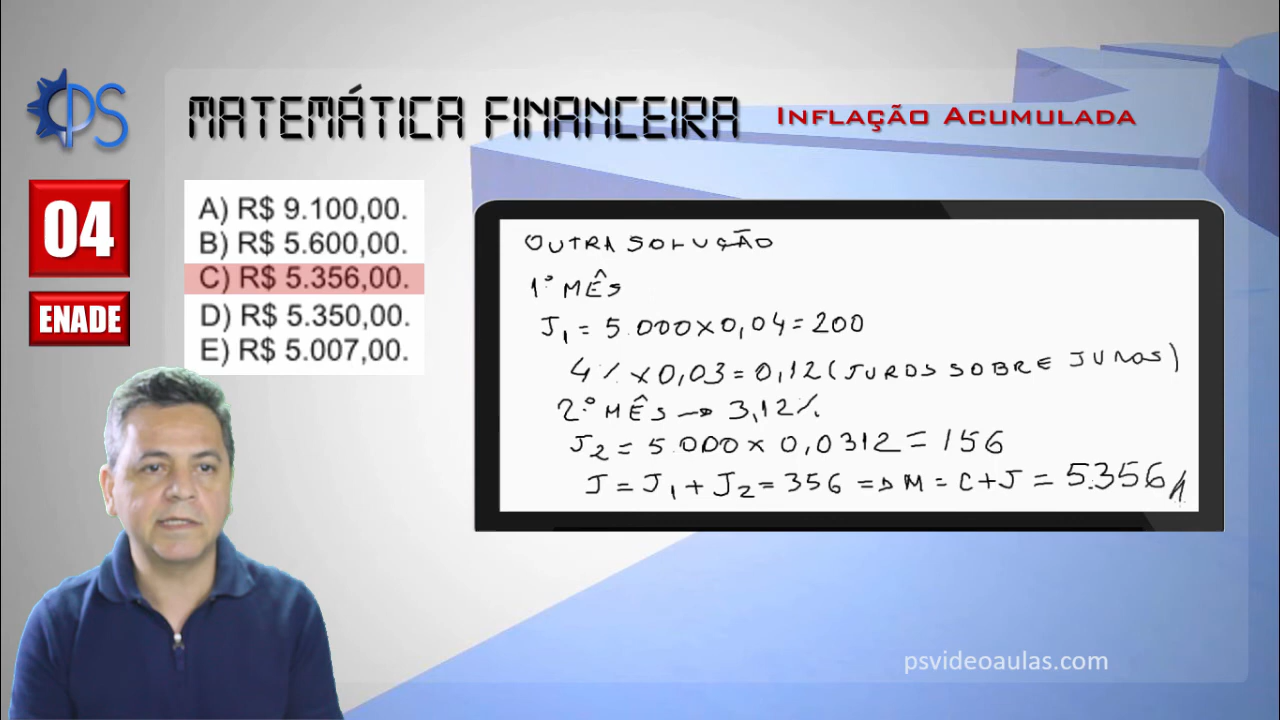 PS
MATEMÁTICA FINANCEIRA
INFLAÇÃO ACUMULADA
04
ENADE
A) R$ 9.100,00.
B) R$ 5.600,00.
C) R$ 5.356,00.
D) R$ 5.350,00.
E) R$ 5.007,00.
OUTRA SOLUÇÃO
1º MÊS
J₁ = 5.000 x 0,04 = 200
4% x 0,03 = 0,12 (JUROS SOBRE JUROS)
2º MÊS → 3,12%
J₂ = 5.000 x 0,0312 = 156
J = J₁ + J₂ = 356 ⇒ M = C + J = 5.356//
psvideoaulas.com